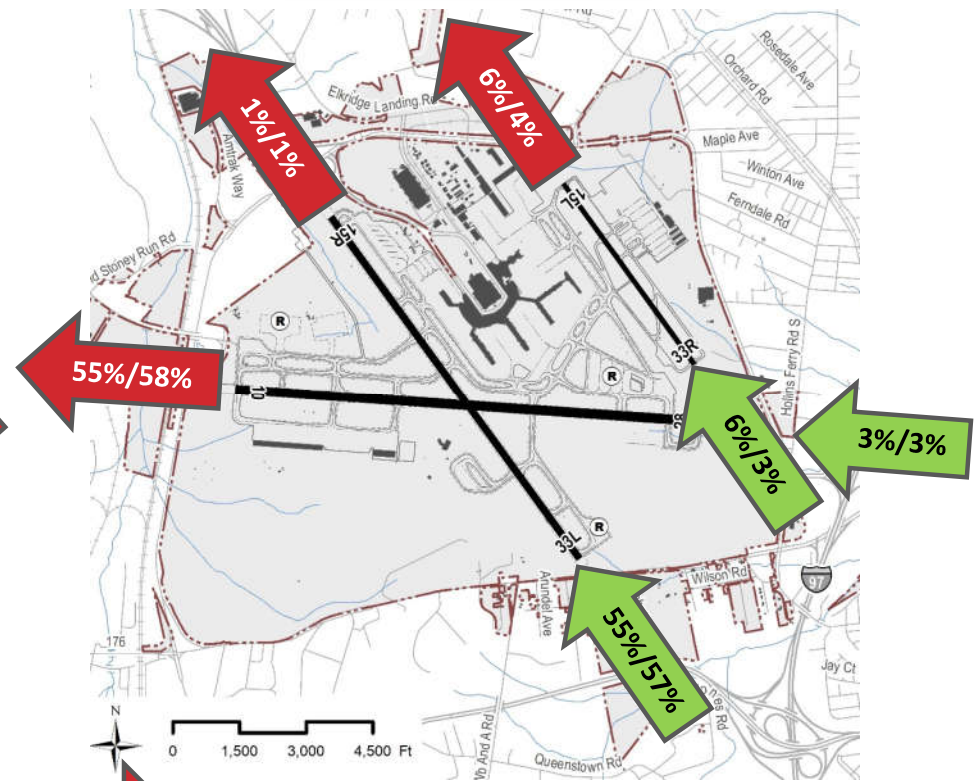 Rosedale Ave
Orchard Rd
6%/4%
1%/1%
Elkridge Landing Rd
Maple Ave
Amtrak Way
Winton Ave
Ferndale Rd
15L
15R
Stoney Run Rd
R
Hollins Ferry Rd S
33R
55%/58%
R
10
28
6%/3%
3%/3%
R
33L
Wilson Rd
97
Arundel Ave
55%/57%
176
Jay Ct
N
0 1,500 3,000 4,500 Ft
And A Rd
Queenstown Rd